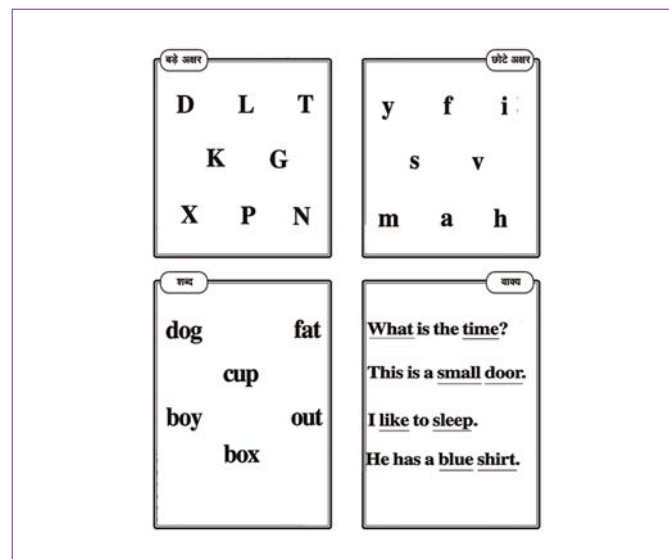 बड़े अक्षर
D L T
K G
X P N
छोटे अक्षर
y f i
s v
m a h
शब्द
dog fat
cup
boy out
box
वाक्य
What is the time?
This is a small door.
I like to sleep.
He has a blue shirt.